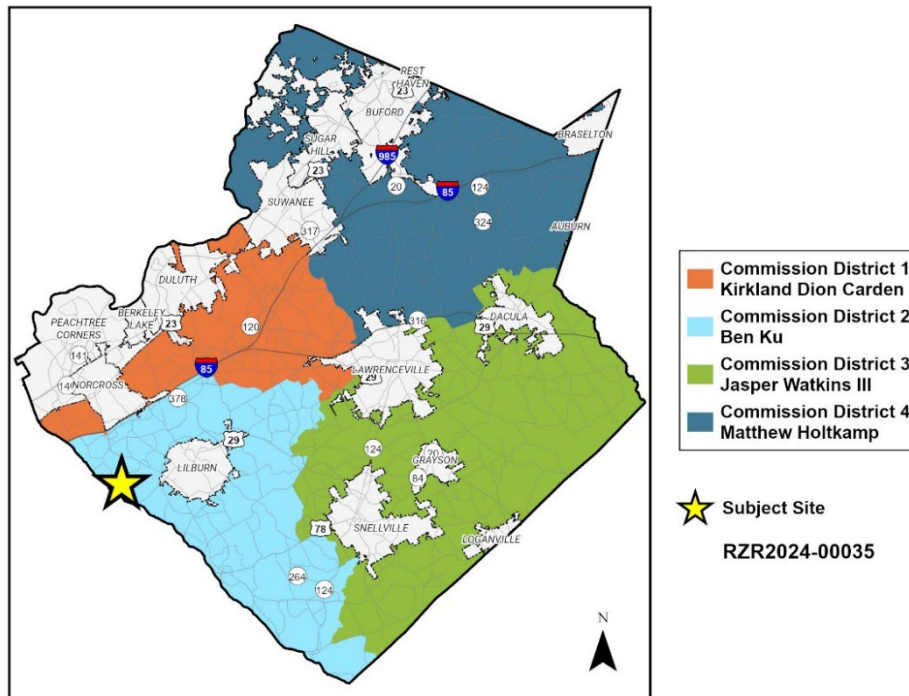 REST
HAVEN
23
BUFORD
BRASELTON
SUGAR
HILL
985
23
20
85
124
SUWANEE
324
317
AUBURN
DULUTH
BERKELEY
LAKE
23
PEACHTREE
CORNERS
120
316
29
DACULA
141
85
LAWRENCEVILLE
29
14
NORCROSS
378
29
LILBURN
124
20
GRAYSON
84
78
SNELLVILLE
LOGANVILLE
264
124
N
Commission District 1
Kirkland Dion Carden
Commission District 2
Ben Ku
Commission District 3
Jasper Watkins III
Commission District 4
Matthew Holtkamp
Subject Site
RZR2024-00035